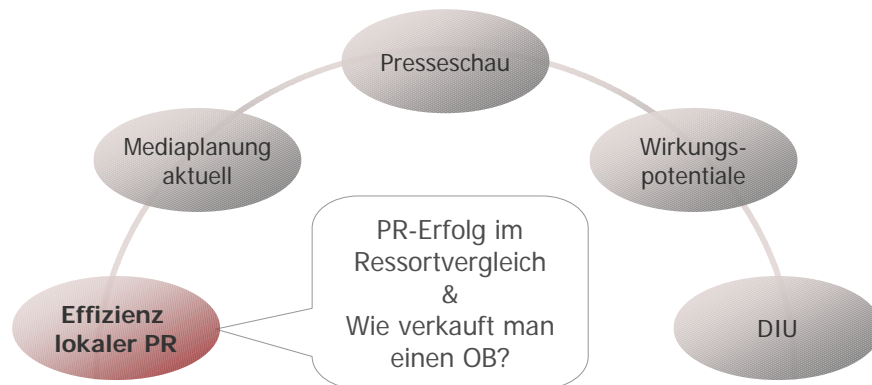 Presseschau
Mediaplanung
aktuell
Wirkungs-
potentiale
PR-Erfolg im
Ressortvergleich
&
Wie verkauft man
einen OB?
Effizienz
lokaler PR
DIU